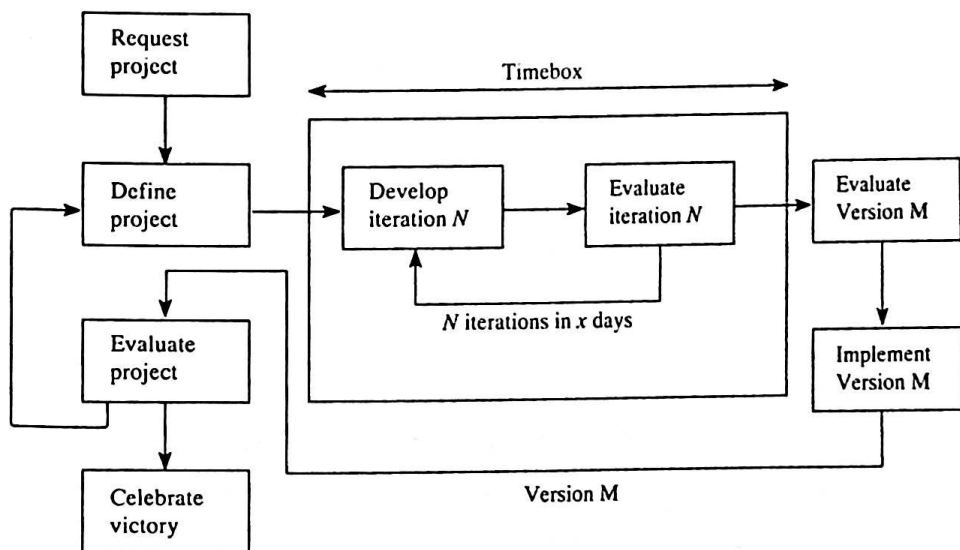 Request
project
Timebox
Define
project
Develop
iteration N
Evaluate
iteration N
Evaluate
Version M
N iterations in x days
Evaluate
project
Implement
Version M
Celebrate
victory
Version M